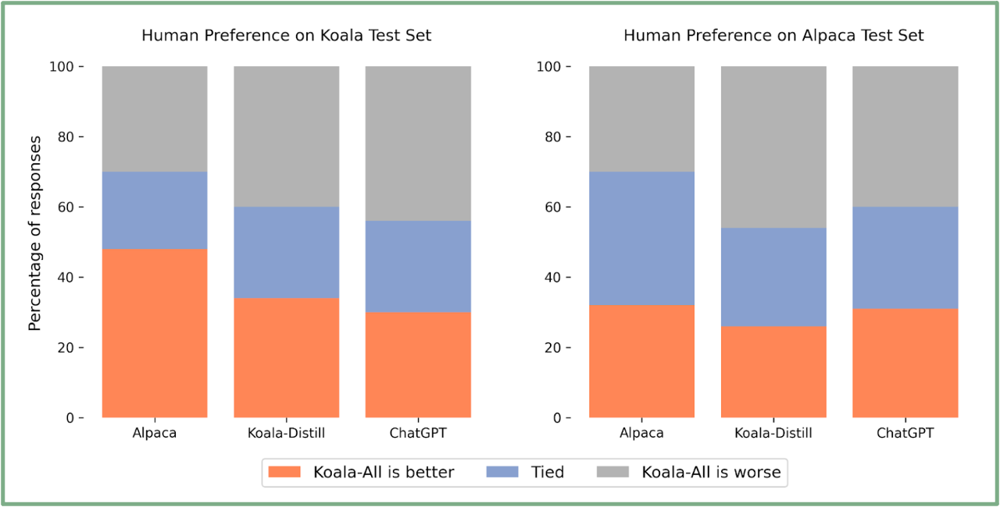 Human Preference on Koala Test Set
Percentage of responses
100
80
60
40
20
0
Alpaca
Koala-Distill
ChatGPT
Human Preference on Alpaca Test Set
100
80
60
40
20
0
Alpaca
Koala-Distill
ChatGPT
Koala-All is better
Tied
Koala-All is worse